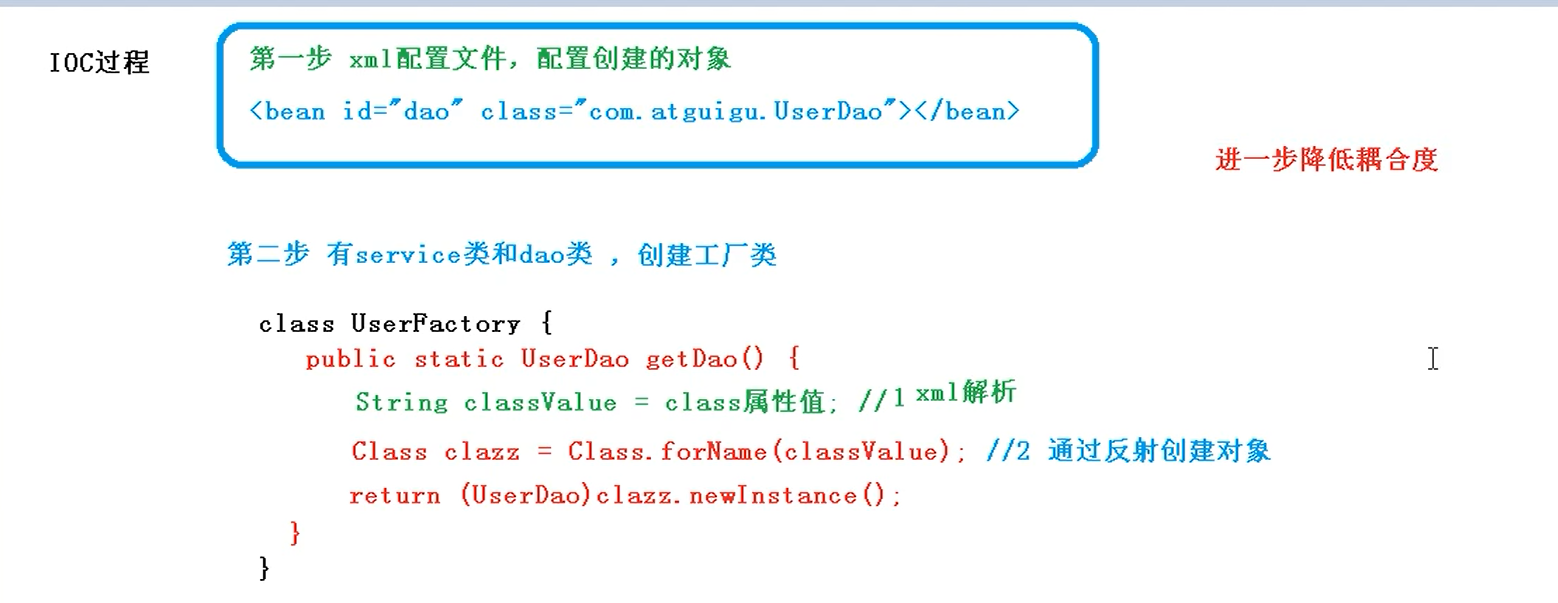 IOC过程
第一步 xml配置文件，配置创建的对象
<bean id="dao" class="com.atguigu.UserDao"></bean>
进一步降低耦合度
第二步 有service类和dao类 ，创建工厂类
class UserFactory {
public static UserDao getDao() {
String classValue = class属性值; //1 xml解析
Class clazz = Class.forName(classValue); //2 通过反射创建对象
return (UserDao)clazz.newInstance();
}
}